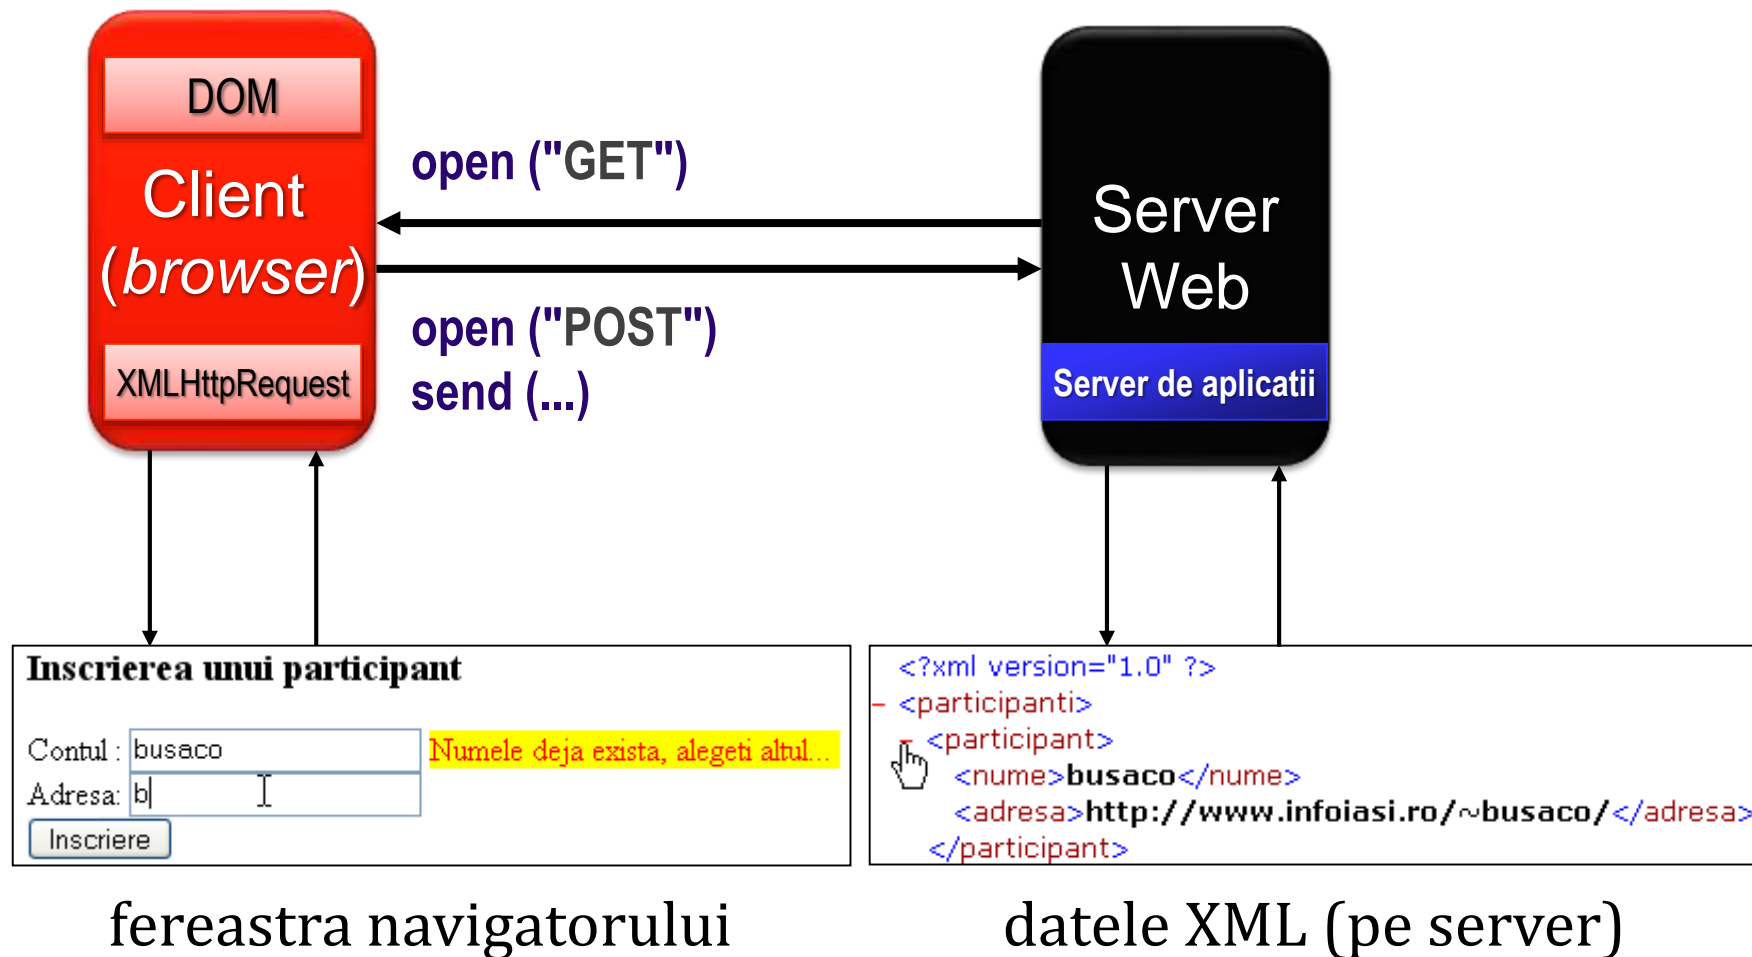 DOM
Client
(browser)
XMLHttpRequest
open ("GET")
open ("POST")
send (...)
Server
Web
Server de aplicatii
Inscrierea unui participant
Contul : busaco Numele deja exista, alegeti altul...
Adresa: b
Inscriere
<?xml version="1.0" ?>
- <participanti>
- <participant>
<nume>busaco</nume>
<adresa>http://www.infoiasi.ro/~busaco/</adresa>
</participant>
fereastra navigatorului
datele XML (pe server)